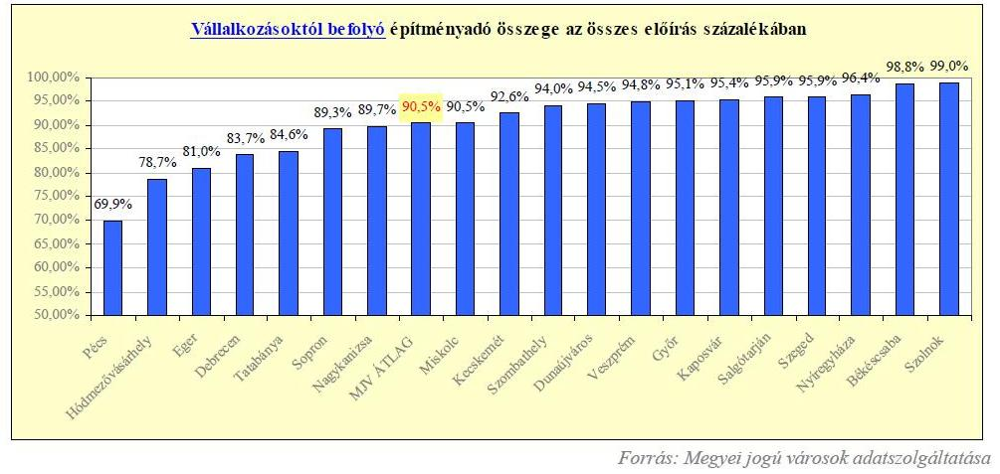 Vállalkozásoktól befolyó építményadó összege az összes előírás százalékában
100,00%
95,00%
90,00%
85,00%
80,00%
75,00%
70,00%
65,00%
60,00%
55,00%
50,00%
69,9%
78,7%
81,0%
83,7%
84,6%
89,3%
89,7%
90,5%
90,5%
92,6%
94,0%
94,5%
94,8%
95,1%
95,4%
95,9%
95,9%
96,4%
98,8%
99,0%
Pécs
Hódmezővásárhely
Eger
Debrecen
Tatabánya
Sopron
Nagykanizsa
MJV ÁTLAG
Miskolc
Kecskemét
Szombathely
Dunaújváros
Veszprém
Győr
Kaposvár
Salgótarján
Szeged
Nyíregyháza
Békéscsaba
Szolnok
Forrás: Megyei jogú városok adatszolgáltatása